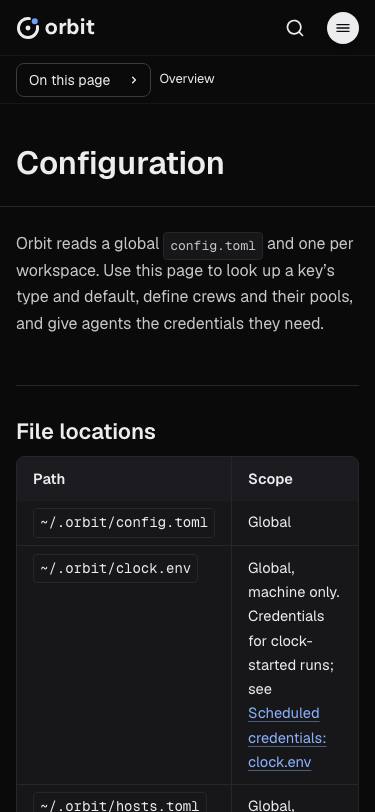 orbit
On this page
Overview
Configuration
Orbit reads a global config.toml and one per
workspace. Use this page to look up a key’s
type and default, define crews and their pools,
and give agents the credentials they need.
File locations
Path Scope
~/.orbit/config.toml Global
~/.orbit/clock.env Global,
machine only.
Credentials
for clock-
started runs;
see
Scheduled
credentials:
clock.env
~/.orbit/hosts.toml Global,